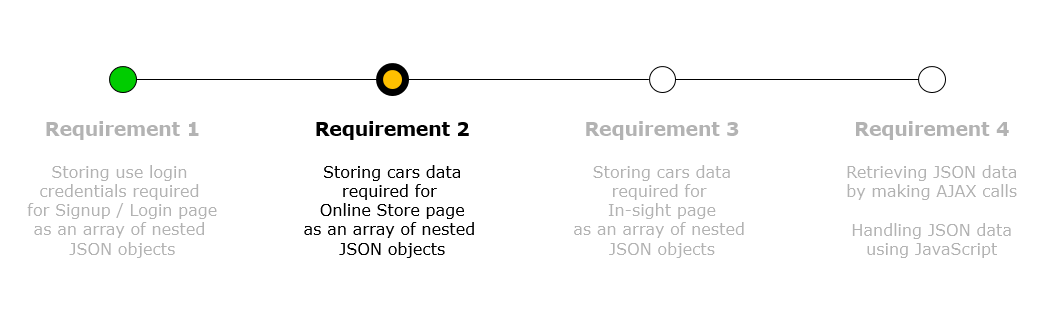 Requirement 1
Storing use login
credentials required
for Signup / Login page
as an array of nested
JSON objects
Requirement 2
Storing cars data
required for
Online Store page
as an array of nested
JSON objects
Requirement 3
Storing cars data
required for
In-sight page
as an array of nested
JSON objects
Requirement 4
Retrieving JSON data
by making AJAX calls
Handling JSON data
using JavaScript